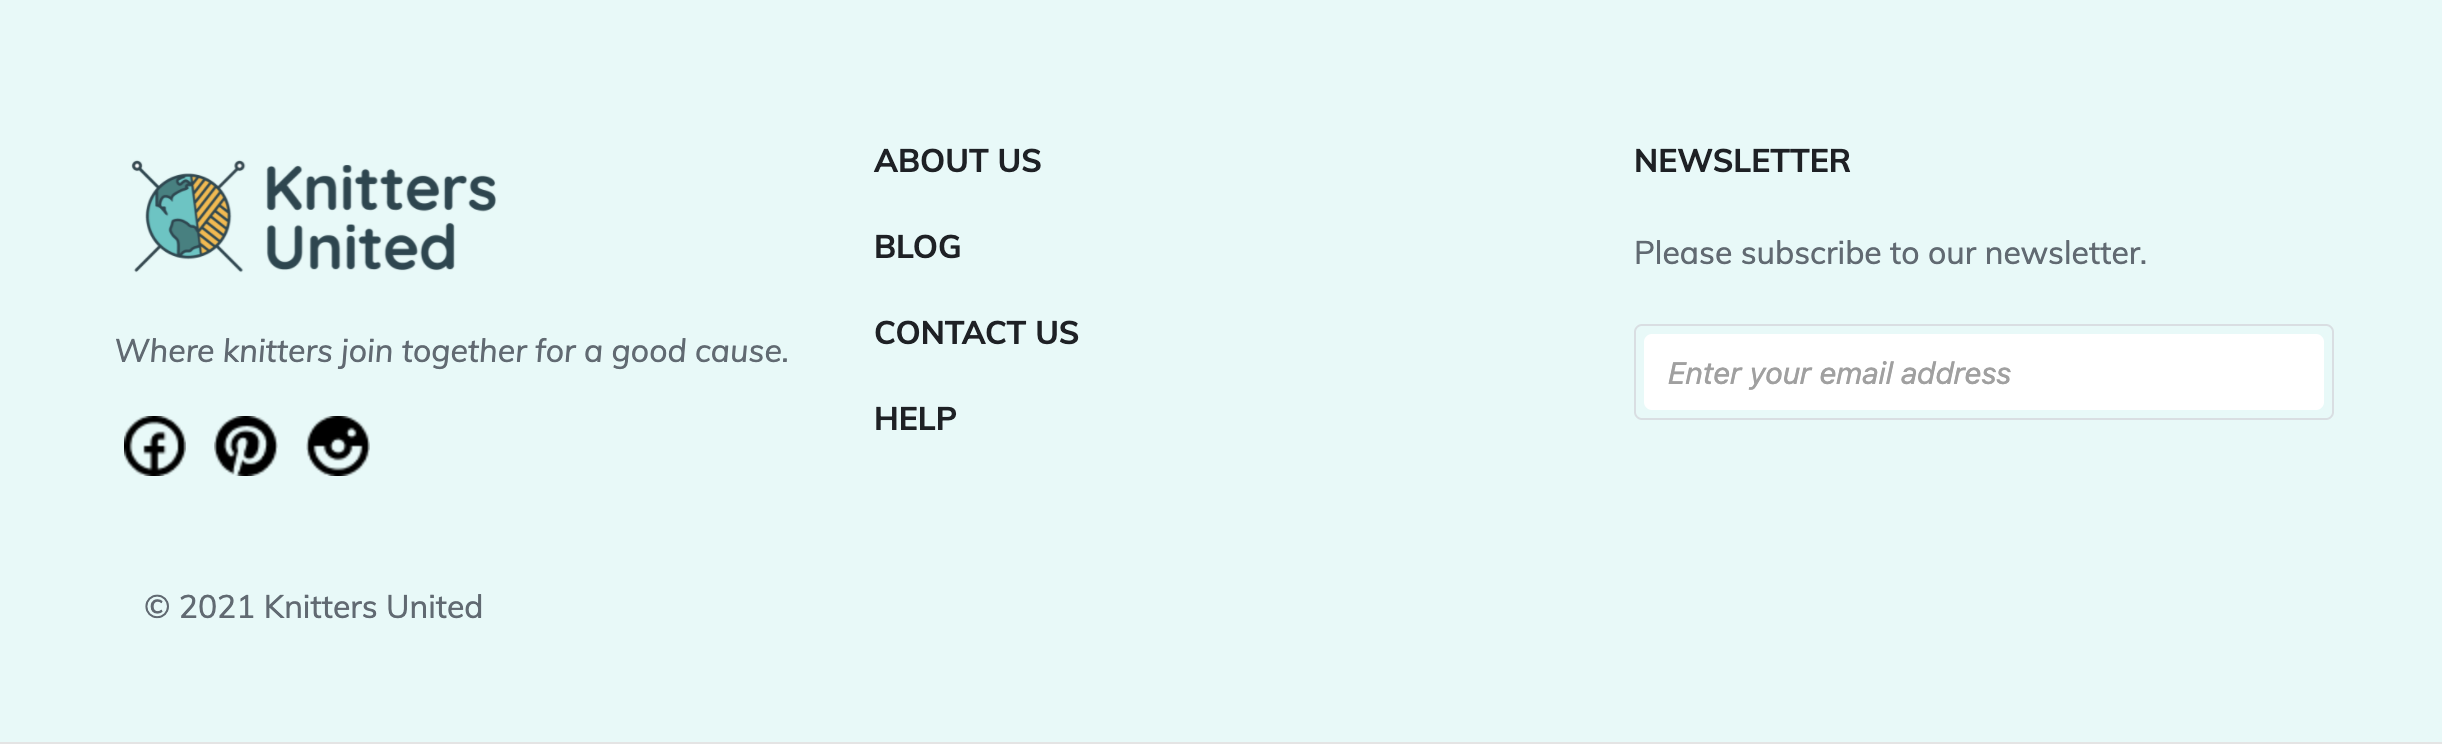 Knitters
United
Where knitters join together for a good cause.
© 2021 Knitters United
ABOUT US
BLOG
CONTACT US
HELP
NEWSLETTER
Please subscribe to our newsletter.
Enter your email address